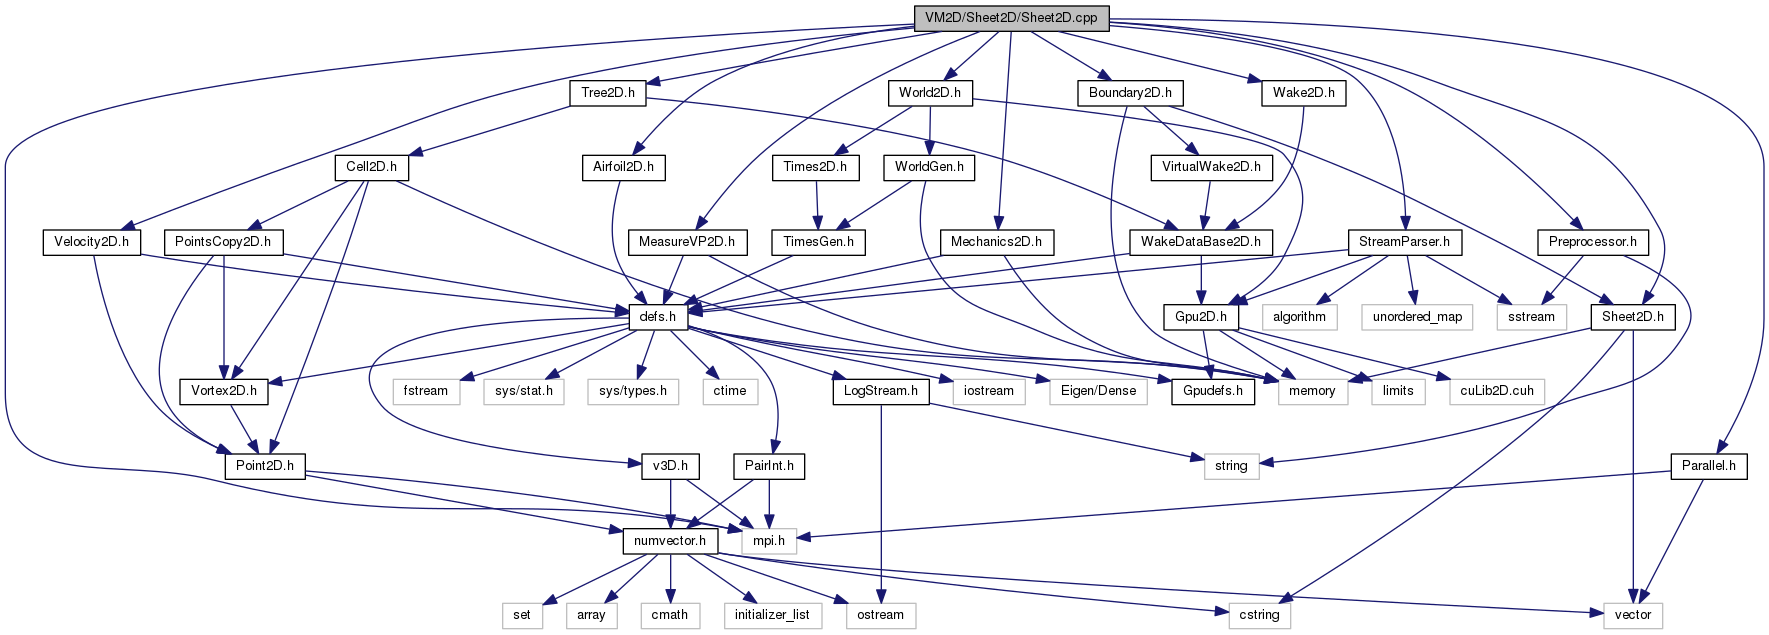 VM2D/Sheet2D/Sheet2D.cpp
Tree2D.h
World2D.h
Boundary2D.h
Wake2D.h
Cell2D.h
Airfoil2D.h
Times2D.h
WorldGen.h
VirtualWake2D.h
Velocity2D.h
PointsCopy2D.h
MeasureVP2D.h
TimesGen.h
Mechanics2D.h
WakeDataBase2D.h
StreamParser.h
Preprocessor.h
defs.h
Gpu2D.h
algorithm
unordered_map
sstream
Sheet2D.h
Vortex2D.h
fstream
sys/stat.h
sys/types.h
ctime
LogStream.h
iostream
Eigen/Dense
Gpudefs.h
memory
limits
cuLib2D.cuh
Point2D.h
v3D.h
PairInt.h
string
Parallel.h
numvector.h
mpi.h
set
array
cmath
initializer_list
ostream
cstring
vector